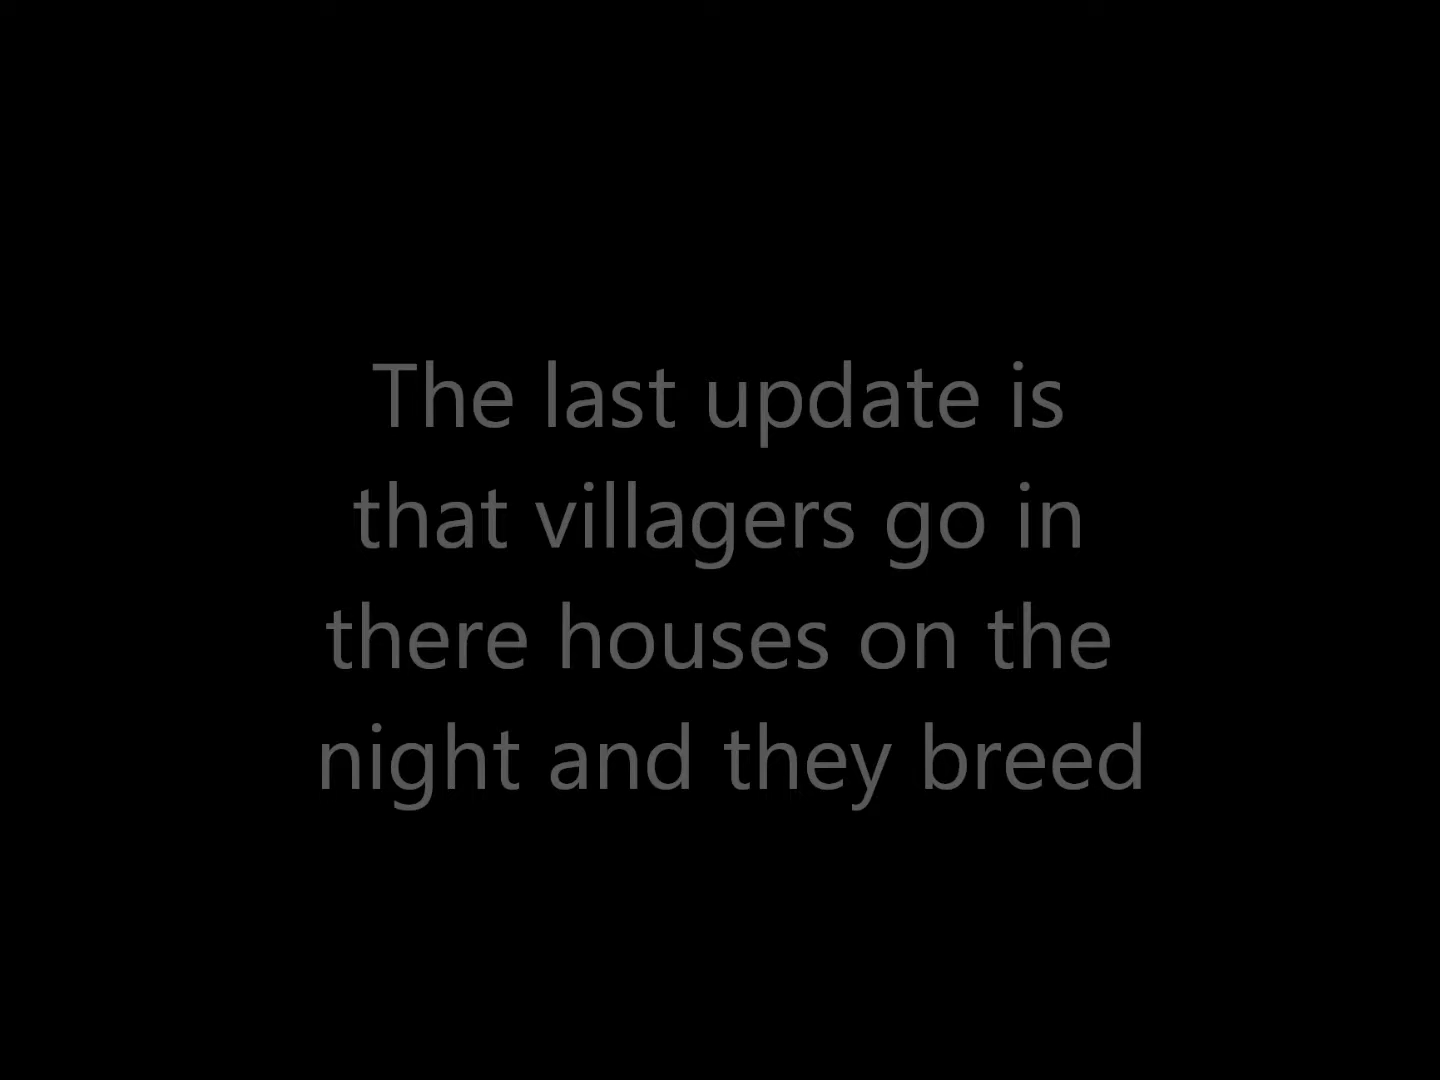 The last update is
that villagers go in
there houses on the
night and they breed